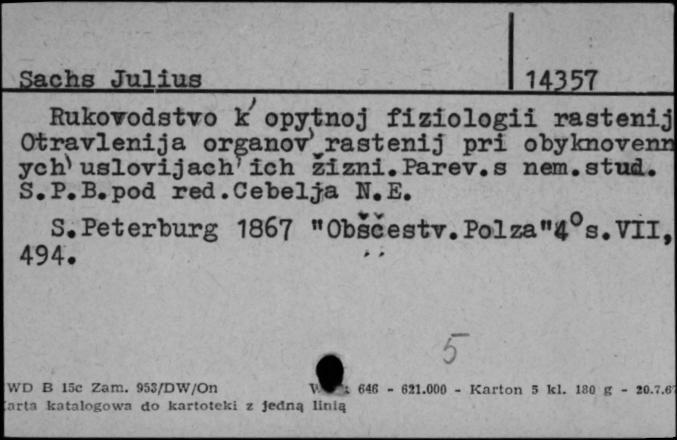 Sachs Julius 14357
Rukovodstvo k' opytnoj fiziologii rastenij
Otravlenija organov' rastenij pri obyknovenn
ych' uslovijach' ich žizni.Parev.s nem.stud.
S.P.B.pod red.Cebelja N.E.
S.Peterburg 1867 "Obščestv.Polza"4°s.VII,
494.
5
WD B 15c Zam. 953/DW/On 646 - 621.000 - Karton 5 kl. 180 g - 20.7.6
arta katalogowa do kartoteki z jedną linią